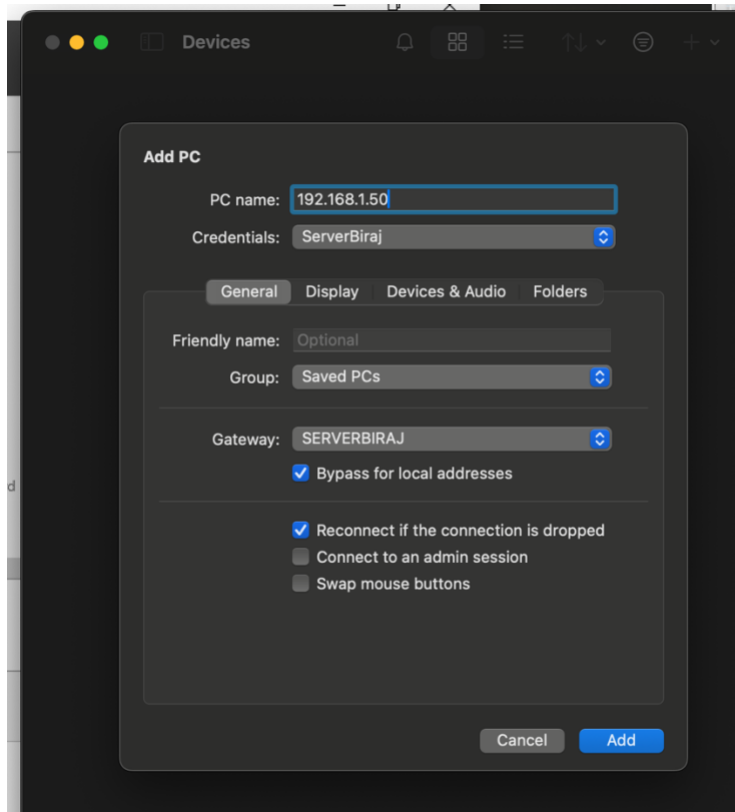 Devices
Add PC
PC name: 192.168.1.50
Credentials: ServerBiraj
General Display Devices & Audio Folders
Friendly name: Optional
Group: Saved PCs
Gateway: SERVERBIRAJ
Bypass for local addresses
d
Reconnect if the connection is dropped
Connect to an admin session
Swap mouse buttons
Cancel Add